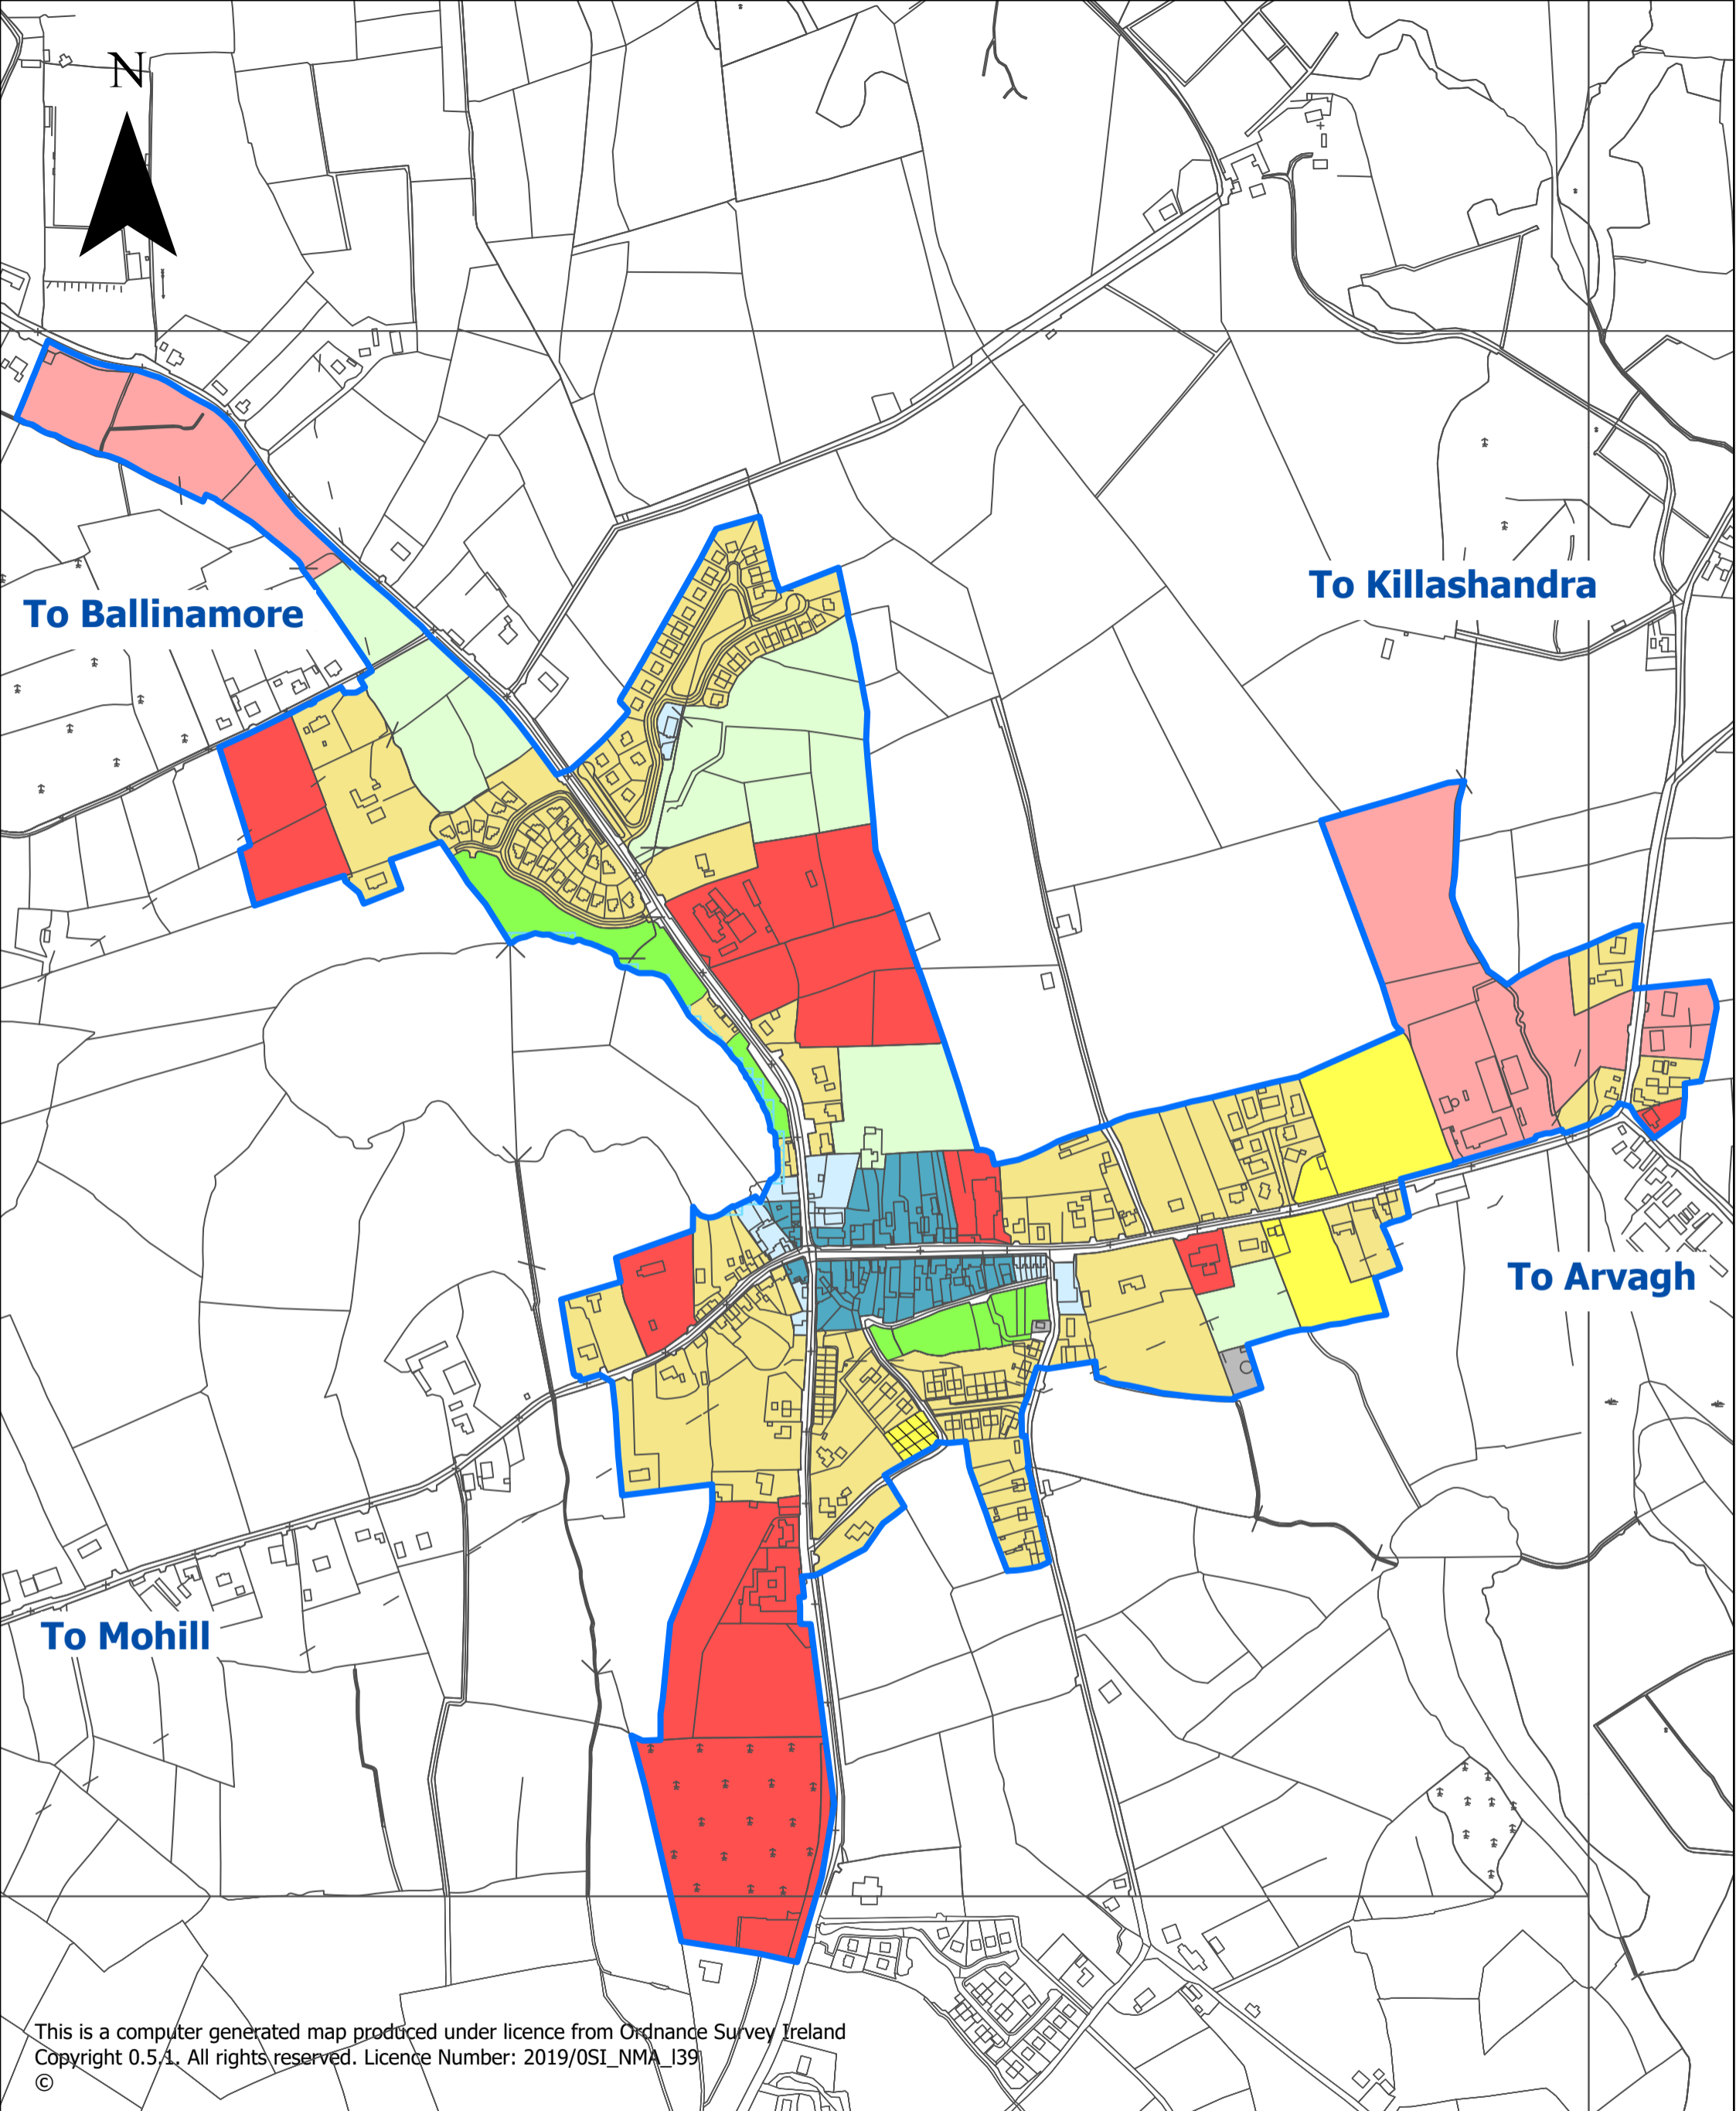 N
To Killashandra
To Ballinamore
To Arvagh
To Mohill
This is a computer generated map produced under licence from Ordnance Survey Ireland
Copyright 0.5.1. All rights reserved. Licence Number: 2019/0SI_NMA_I39
©